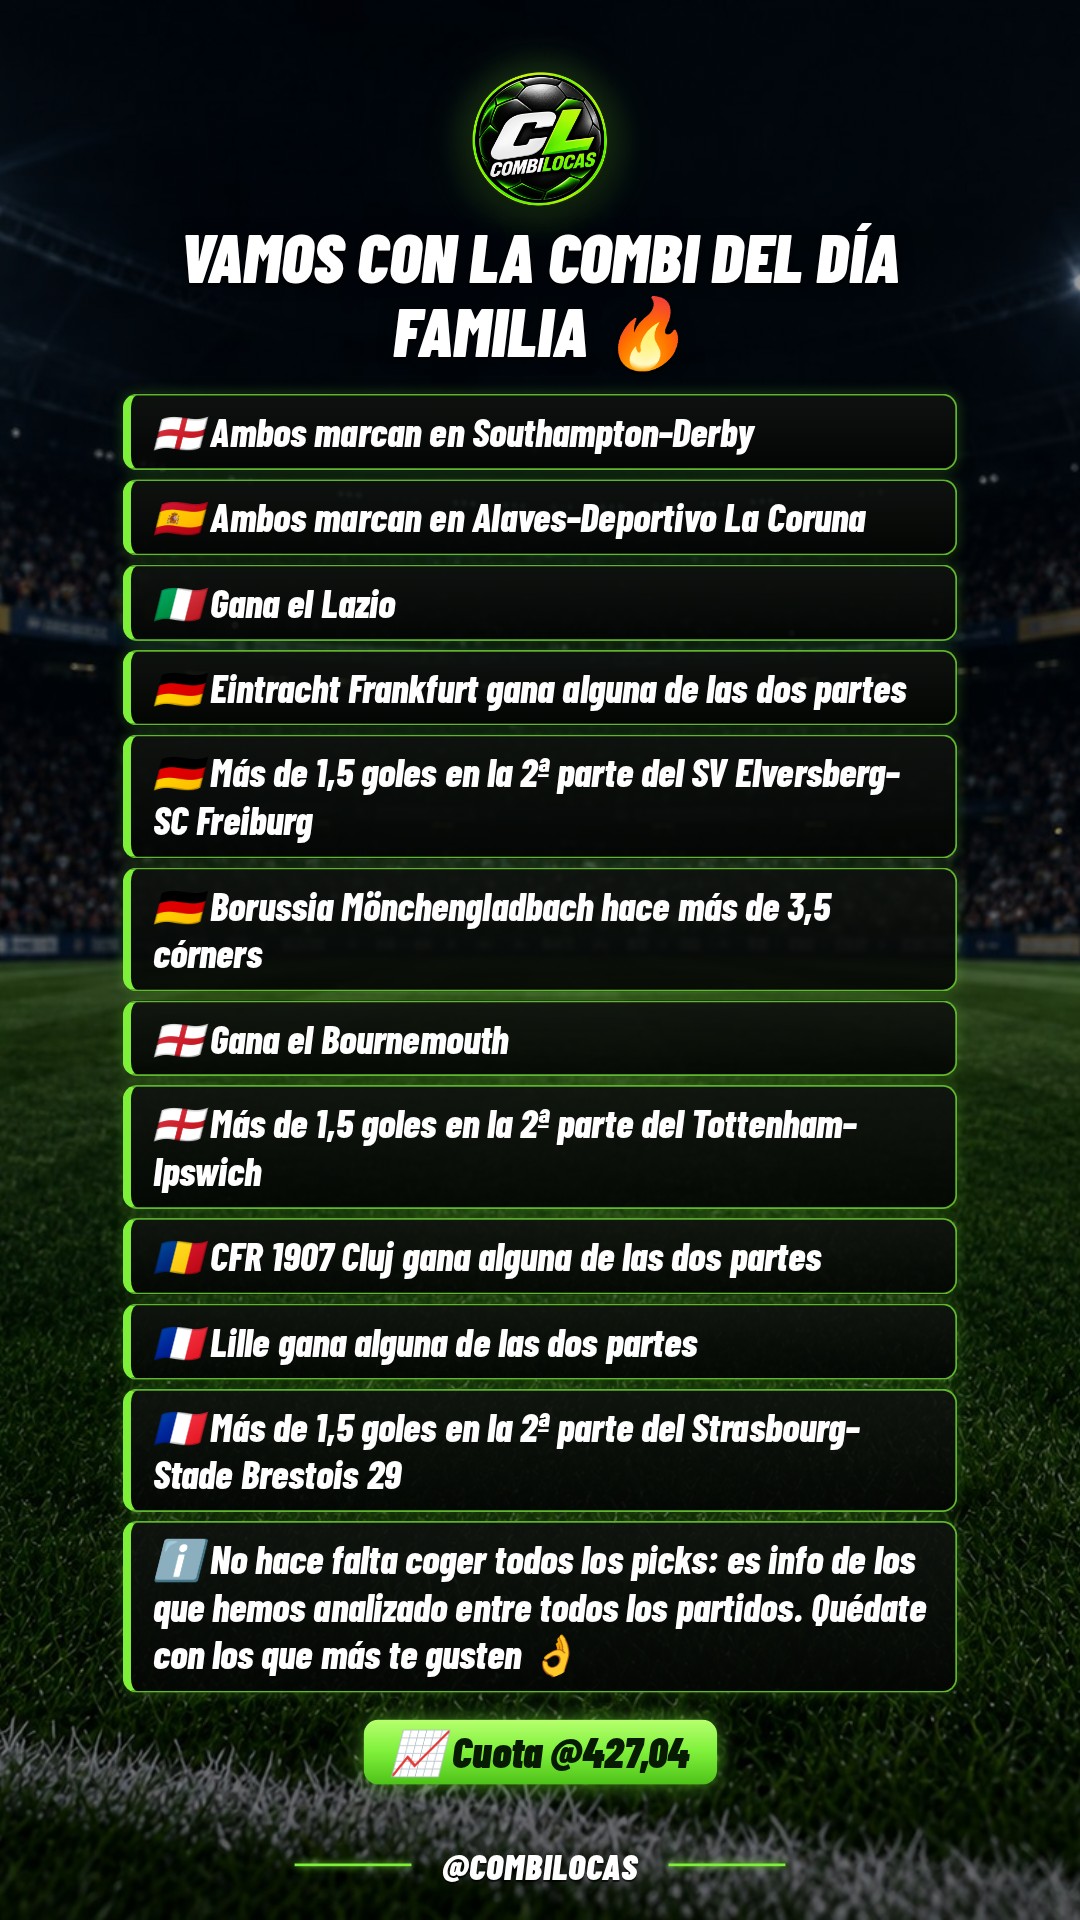 CL
COMBILOCAS
VAMOS CON LA COMBI DEL DÍA
FAMILIA 🔥
🏴󠁧󠁢󠁥󠁮󠁧󠁿 Ambos marcan en Southampton-Derby
🇪🇸 Ambos marcan en Alaves-Deportivo La Coruna
🇮🇹 Gana el Lazio
🇩🇪 Eintracht Frankfurt gana alguna de las dos partes
🇩🇪 Más de 1,5 goles en la 2ª parte del SV Elversberg-
SC Freiburg
🇩🇪 Borussia Mönchengladbach hace más de 3,5
córners
🏴󠁧󠁢󠁥󠁮󠁧󠁿 Gana el Bournemouth
🏴󠁧󠁢󠁥󠁮󠁧󠁿 Más de 1,5 goles en la 2ª parte del Tottenham-
Ipswich
🇷🇴 CFR 1907 Cluj gana alguna de las dos partes
🇫🇷 Lille gana alguna de las dos partes
🇫🇷 Más de 1,5 goles en la 2ª parte del Strasbourg-
Stade Brestois 29
ℹ️ No hace falta coger todos los picks: es info de los
que hemos analizado entre todos los partidos. Quédate
con los que más te gusten 👌
📈 Cuota @427,04
@COMBILOCAS